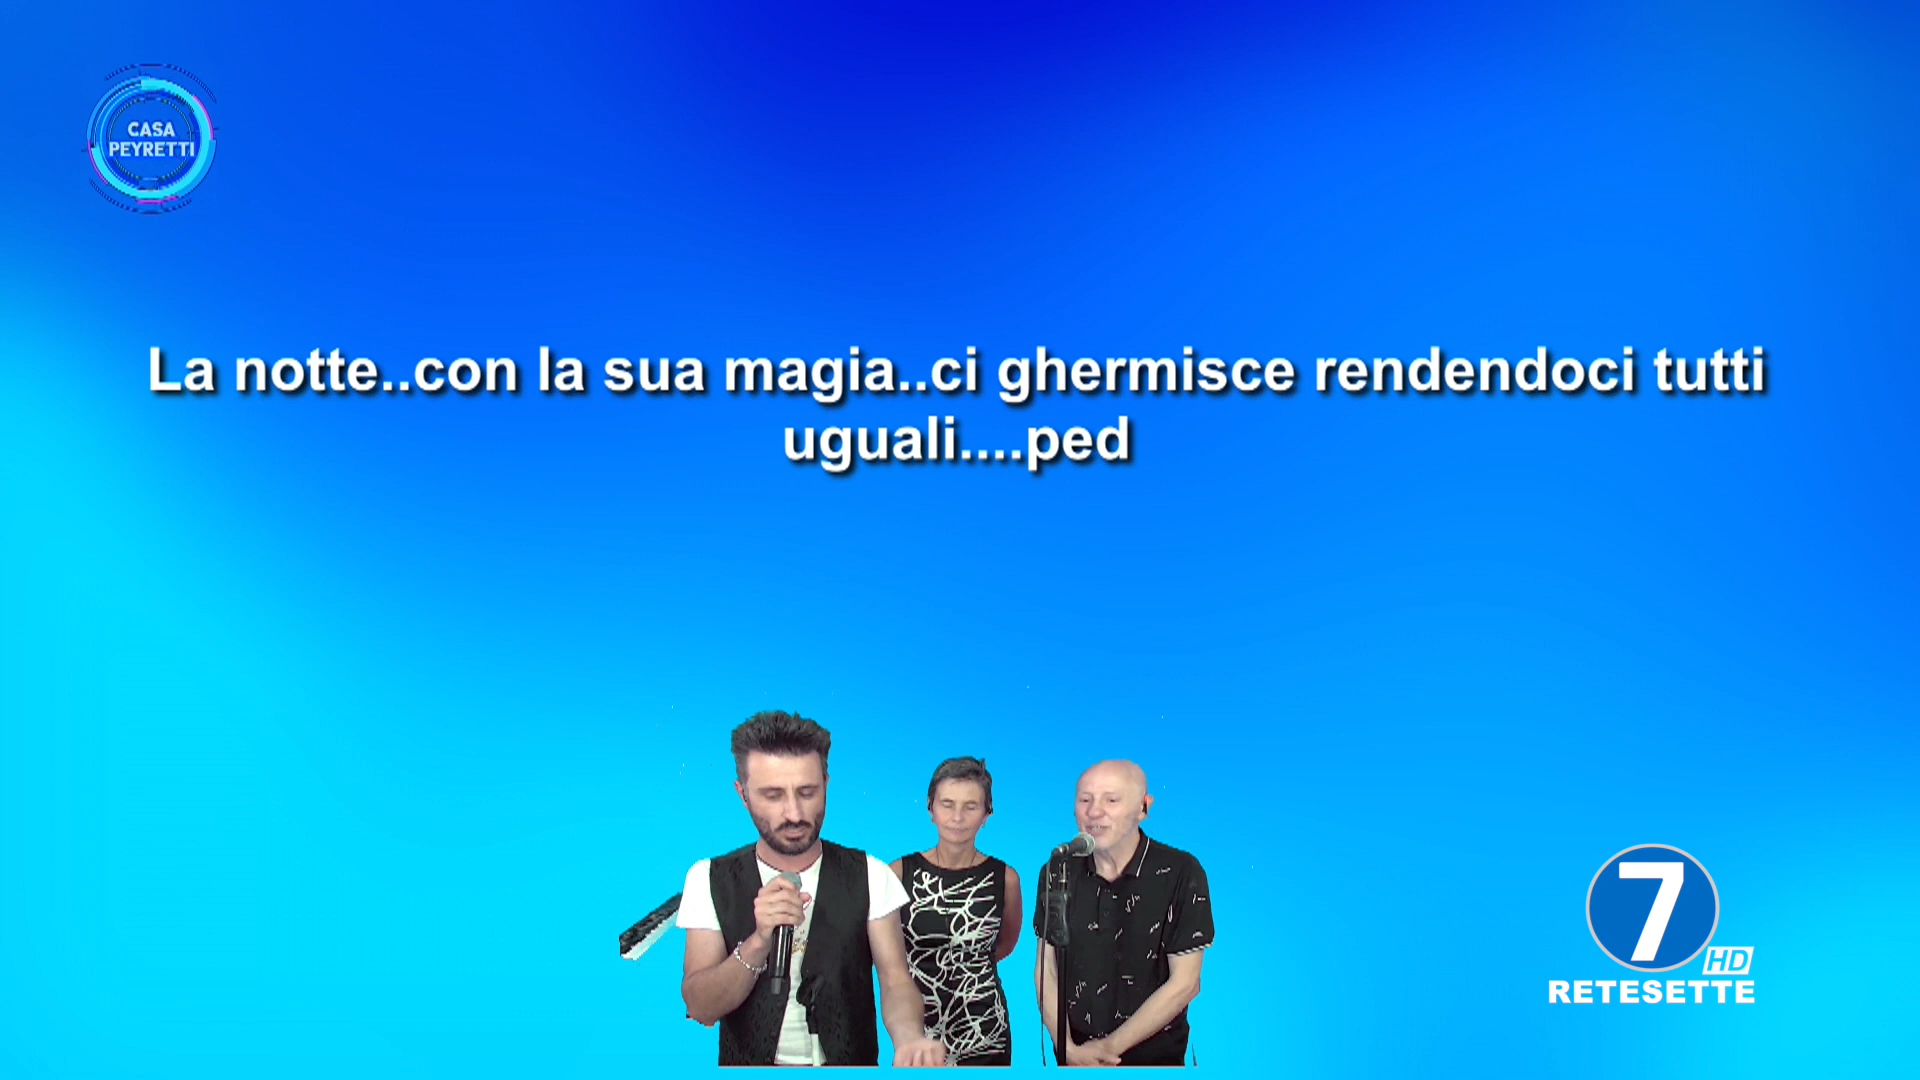 CASA
PEYRETTI
La notte..con la sua magia..ci ghermisce rendendoci tutti
uguali....ped
7
HD
RETESETTE